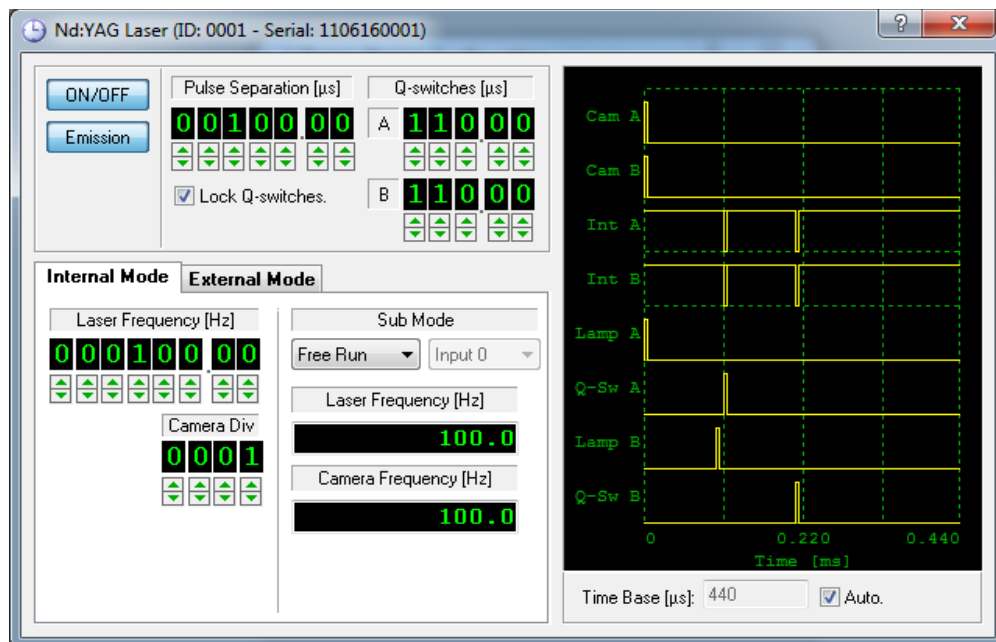 Nd:YAG Laser (ID: 0001 - Serial: 1106160001)
ON/OFF
Emission
Pulse Separation [µs]
00100.00
Lock Q-switches.
Q-switches [µs]
A 110.00
B 110.00
Internal Mode
External Mode
Laser Frequency [Hz]
000100.00
Camera Div
0001
Sub Mode
Free Run
Input 0
Laser Frequency [Hz]
100.0
Camera Frequency [Hz]
100.0
Cam A
Cam B
Int A
Int B
Lamp A
Q-Sw A
Lamp B
Q-Sw B
0 0.220 0.440
Time [ms]
Time Base [µs]: 440
Auto.